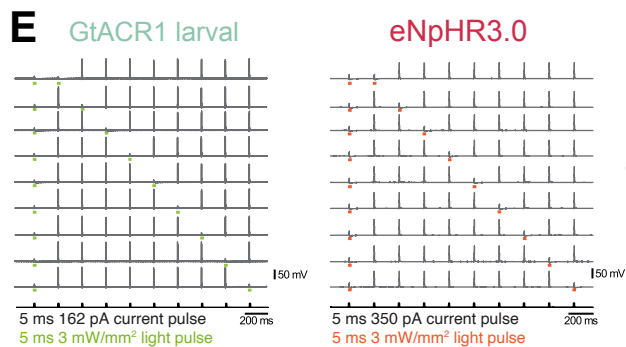 E
GtACR1 larval
eNpHR3.0
50 mV
50 mV
5 ms 162 pA current pulse
200 ms
5 ms 3 mW/mm² light pulse
5 ms 350 pA current pulse
200 ms
5 ms 3 mW/mm² light pulse